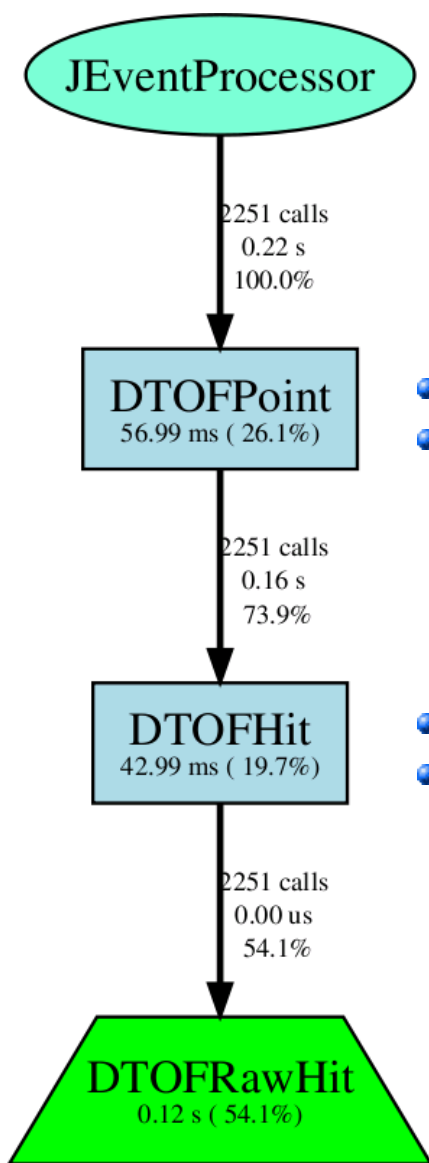 JEventProcessor
2251 calls
0.22 s
100.0%
DTOFPoint
56.99 ms ( 26.1%)
2251 calls
0.16 s
73.9%
DTOFHit
42.99 ms ( 19.7%)
2251 calls
0.00 us
54.1%
DTOFRawHit
0.12 s ( 54.1%)